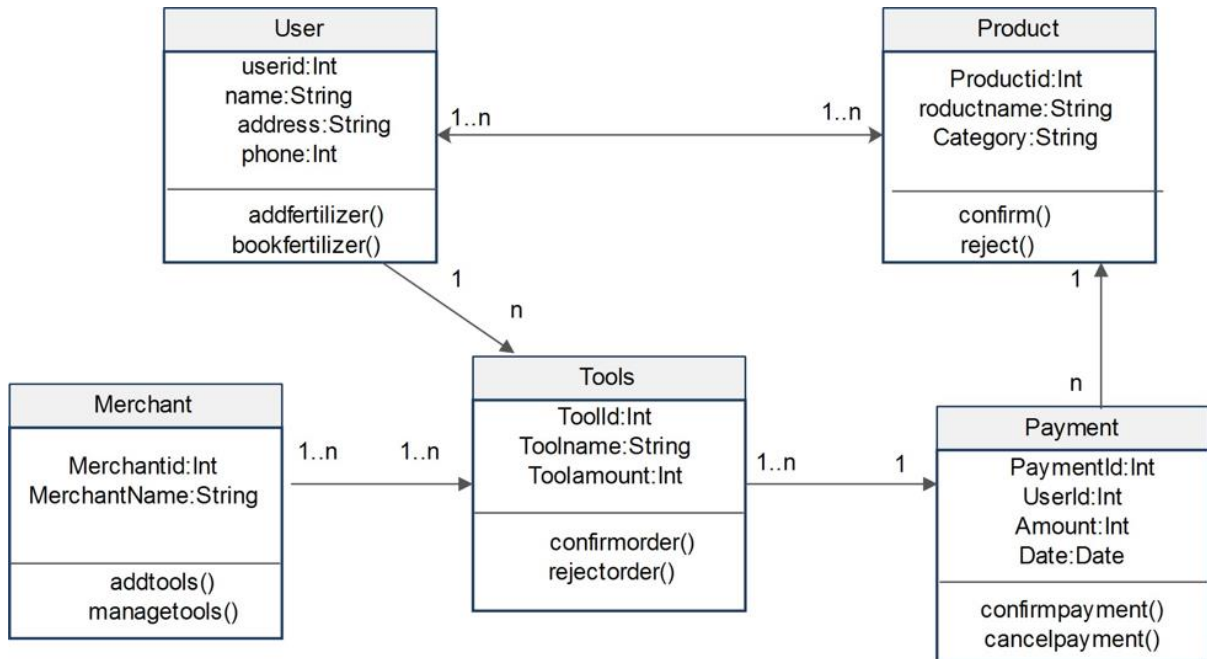 User
userid:Int
name:String
address:String
phone:Int
addfertilizer()
bookfertilizer()
1..n
1..n
Product
Productid:Int
roductname:String
Category:String
confirm()
reject()
1
n
1
n
Merchant
Merchantid:Int
MerchantName:String
addtools()
managetools()
1..n
1..n
Tools
ToolId:Int
Toolname:String
Toolamount:Int
confirmorder()
rejectorder()
1..n
1
Payment
PaymentId:Int
UserId:Int
Amount:Int
Date:Date
confirmpayment()
cancelpayment()